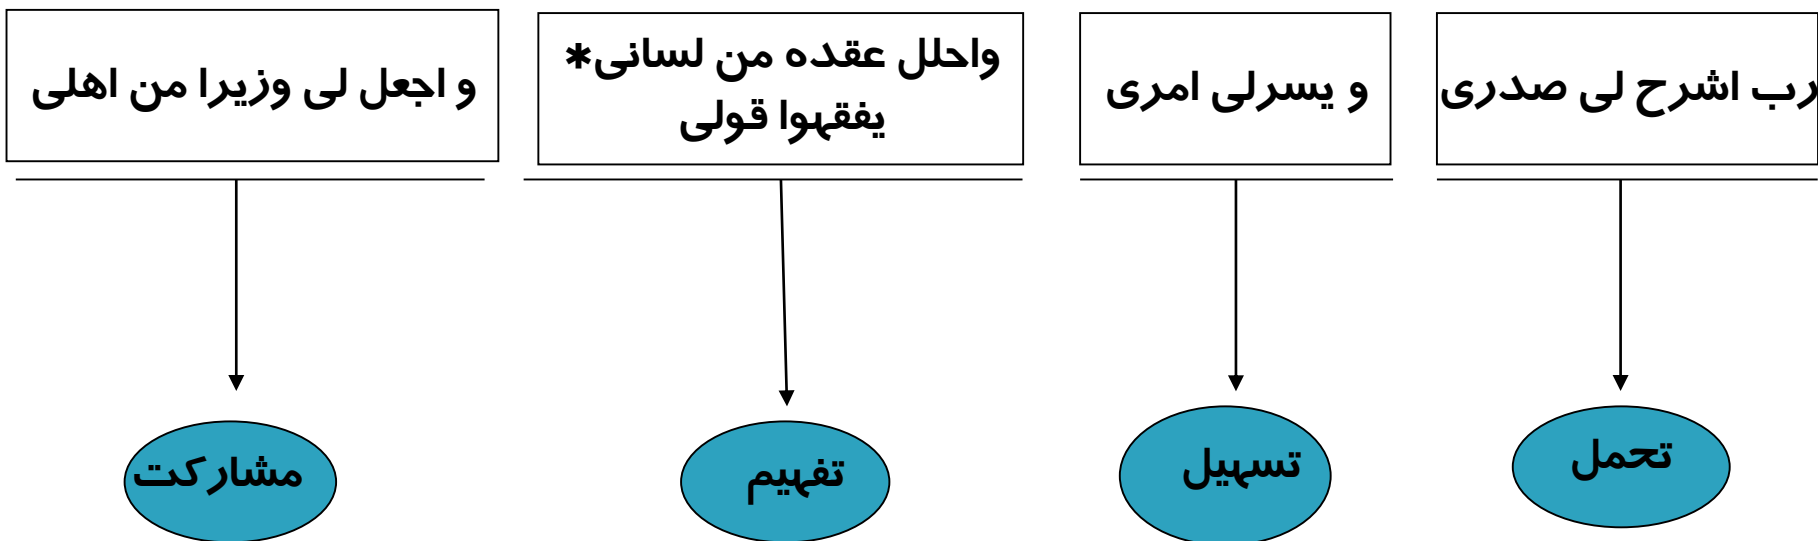 رب اشرح لی صدری
و یسرلی امری
واحلل عقده من لسانی*
یفقهوا قولی
و اجعل لی وزیرا من اهلی
تحمل
تسهیل
تفهیم
مشارکت